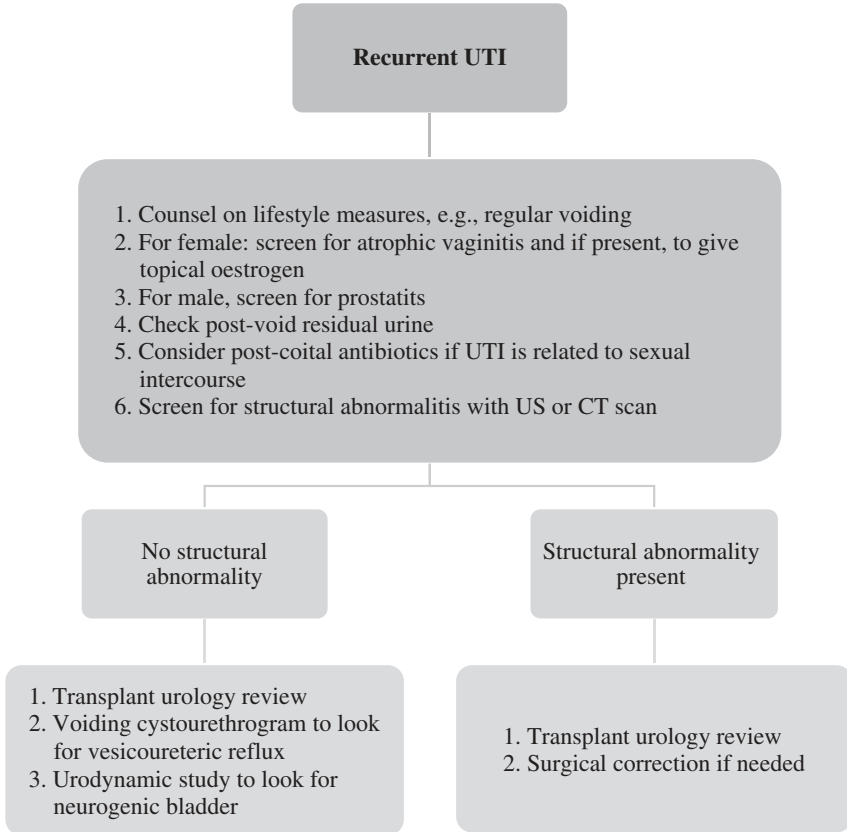 Recurrent UTI
1. Counsel on lifestyle measures, e.g., regular voiding
2. For female: screen for atrophic vaginitis and if present, to give
topical oestrogen
3. For male, screen for prostatits
4. Check post-void residual urine
5. Consider post-coital antibiotics if UTI is related to sexual
intercourse
6. Screen for structural abnormalitis with US or CT scan
No structural
abnormality
Structural abnormality
present
1. Transplant urology review
2. Voiding cystourethrogram to look
for vesicoureteric reflux
3. Urodynamic study to look for
neurogenic bladder
1. Transplant urology review
2. Surgical correction if needed